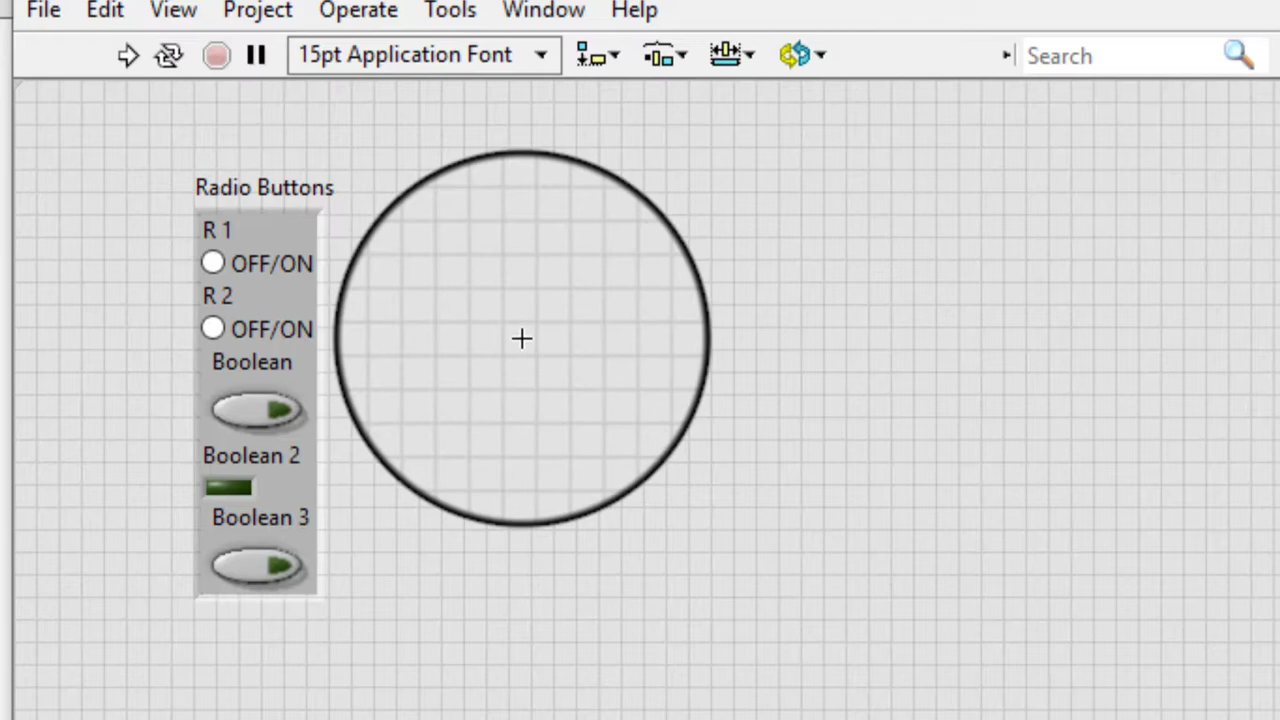 File Edit View Project Operate Tools Window Help
15pt Application Font
Search
Radio Buttons
R 1
OFF/ON
R 2
OFF/ON
Boolean
Boolean 2
Boolean 3